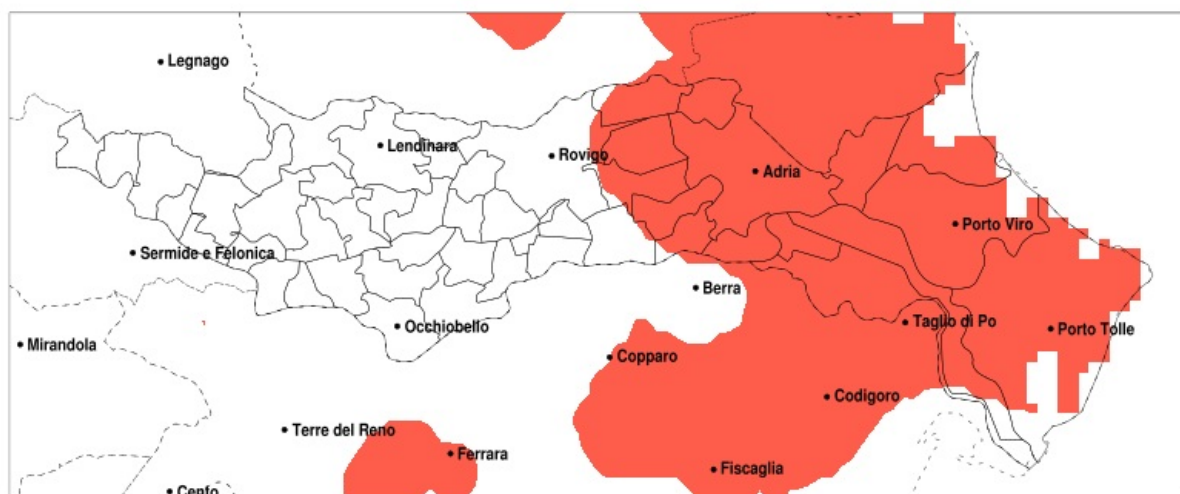 Legnago
Lendinara
Rovigo
Adria
Porto Viro
Sermide e Felonica
Berra
Occhiobello
Taglio di Po
Porto Tolle
Mirandola
Copparo
Codigoro
Terre del Reno
Ferrara
Fiscaglia
Cento